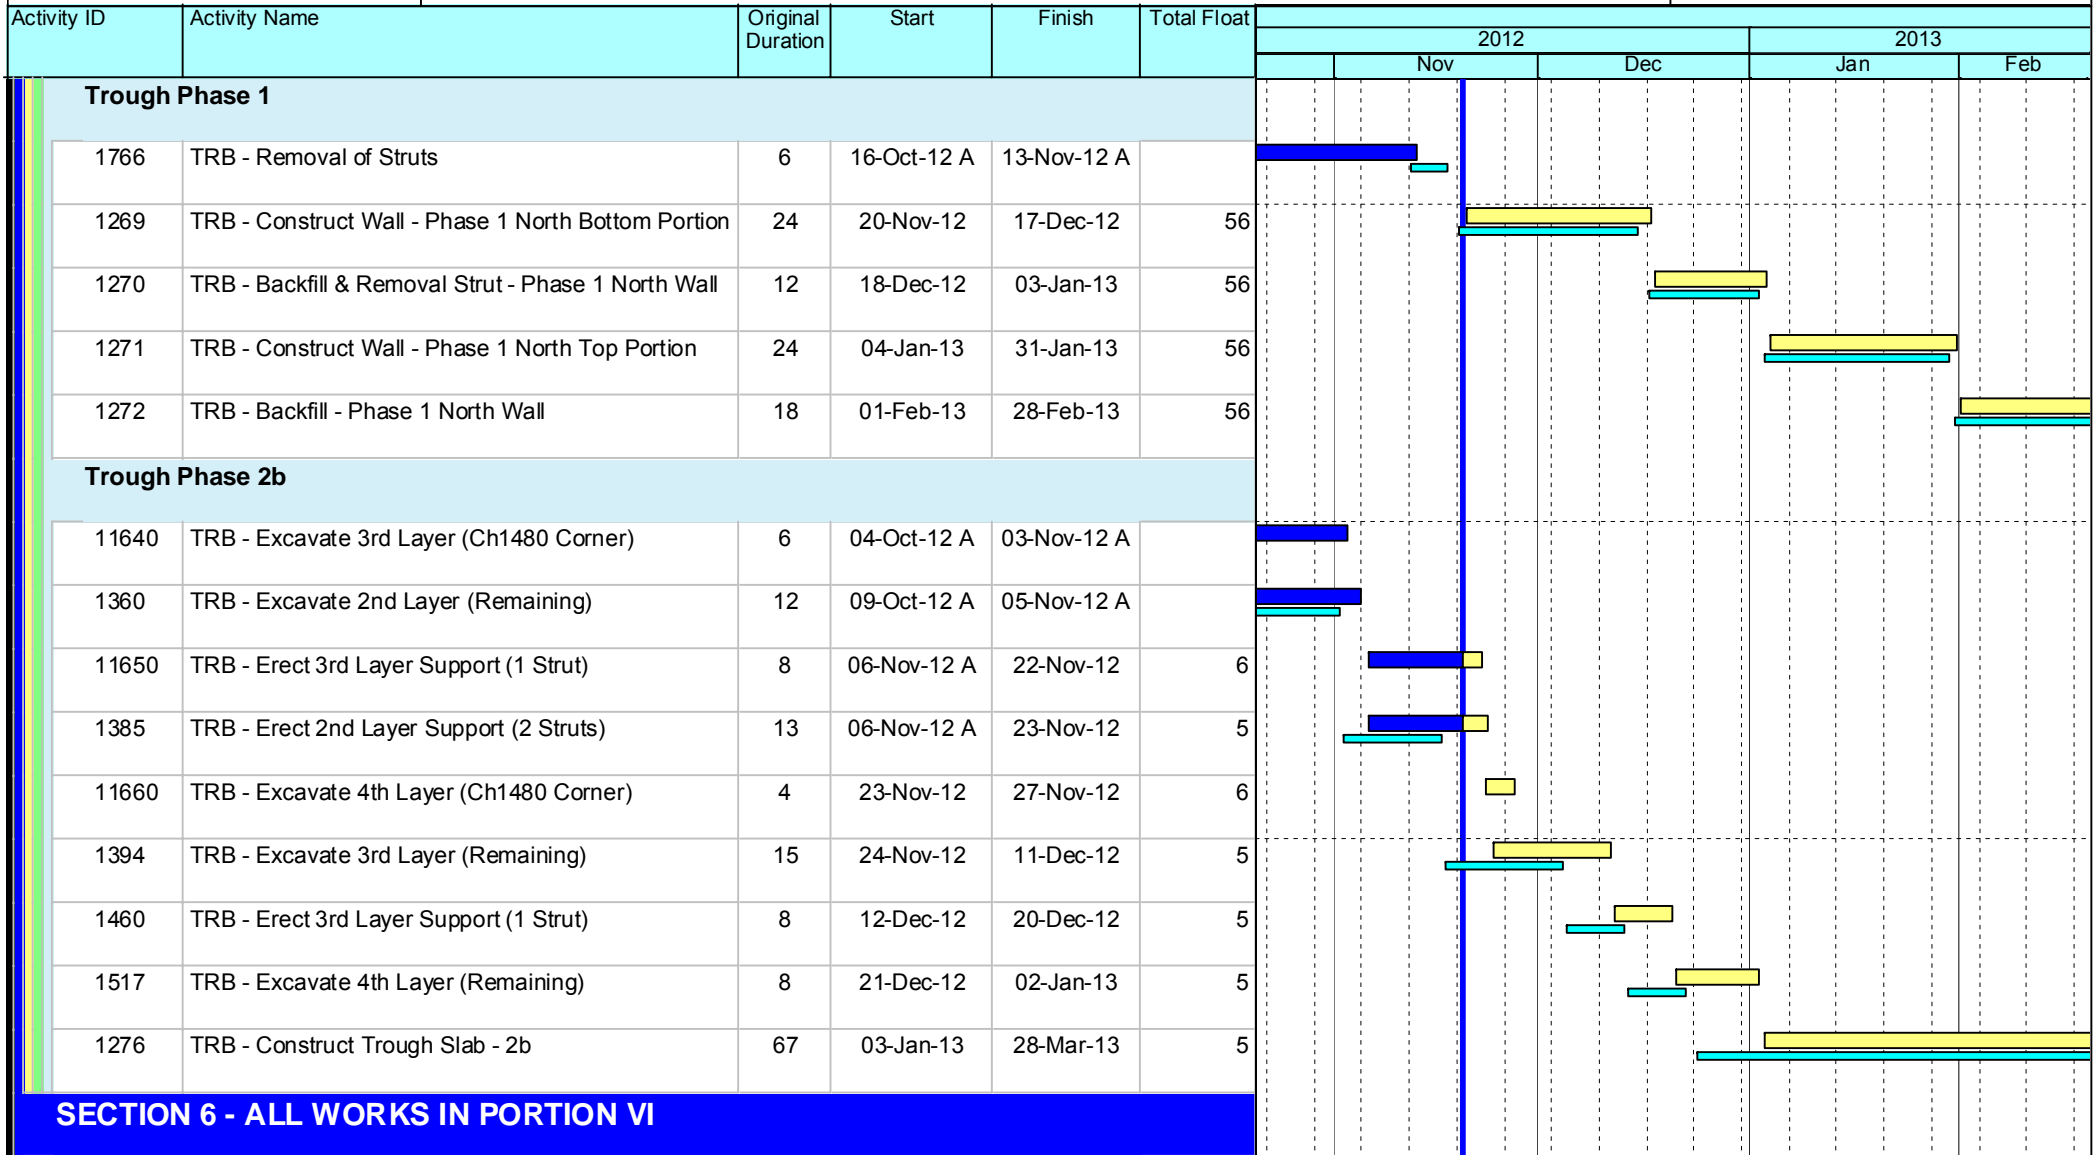 Activity ID Activity Name Original Duration Start Finish Total Float
2012 2013
Nov Dec Jan Feb
Trough Phase 1
1766 TRB - Removal of Struts 6 16-Oct-12 A 13-Nov-12 A
1269 TRB - Construct Wall - Phase 1 North Bottom Portion 24 20-Nov-12 17-Dec-12 56
1270 TRB - Backfill & Removal Strut - Phase 1 North Wall 12 18-Dec-12 03-Jan-13 56
1271 TRB - Construct Wall - Phase 1 North Top Portion 24 04-Jan-13 31-Jan-13 56
1272 TRB - Backfill - Phase 1 North Wall 18 01-Feb-13 28-Feb-13 56
Trough Phase 2b
11640 TRB - Excavate 3rd Layer (Ch1480 Corner) 6 04-Oct-12 A 03-Nov-12 A
1360 TRB - Excavate 2nd Layer (Remaining) 12 09-Oct-12 A 05-Nov-12 A
11650 TRB - Erect 3rd Layer Support (1 Strut) 8 06-Nov-12 A 22-Nov-12 6
1385 TRB - Erect 2nd Layer Support (2 Struts) 13 06-Nov-12 A 23-Nov-12 5
11660 TRB - Excavate 4th Layer (Ch1480 Corner) 4 23-Nov-12 27-Nov-12 6
1394 TRB - Excavate 3rd Layer (Remaining) 15 24-Nov-12 11-Dec-12 5
1460 TRB - Erect 3rd Layer Support (1 Strut) 8 12-Dec-12 20-Dec-12 5
1517 TRB - Excavate 4th Layer (Remaining) 8 21-Dec-12 02-Jan-13 5
1276 TRB - Construct Trough Slab - 2b 67 03-Jan-13 28-Mar-13 5
SECTION 6 - ALL WORKS IN PORTION VI